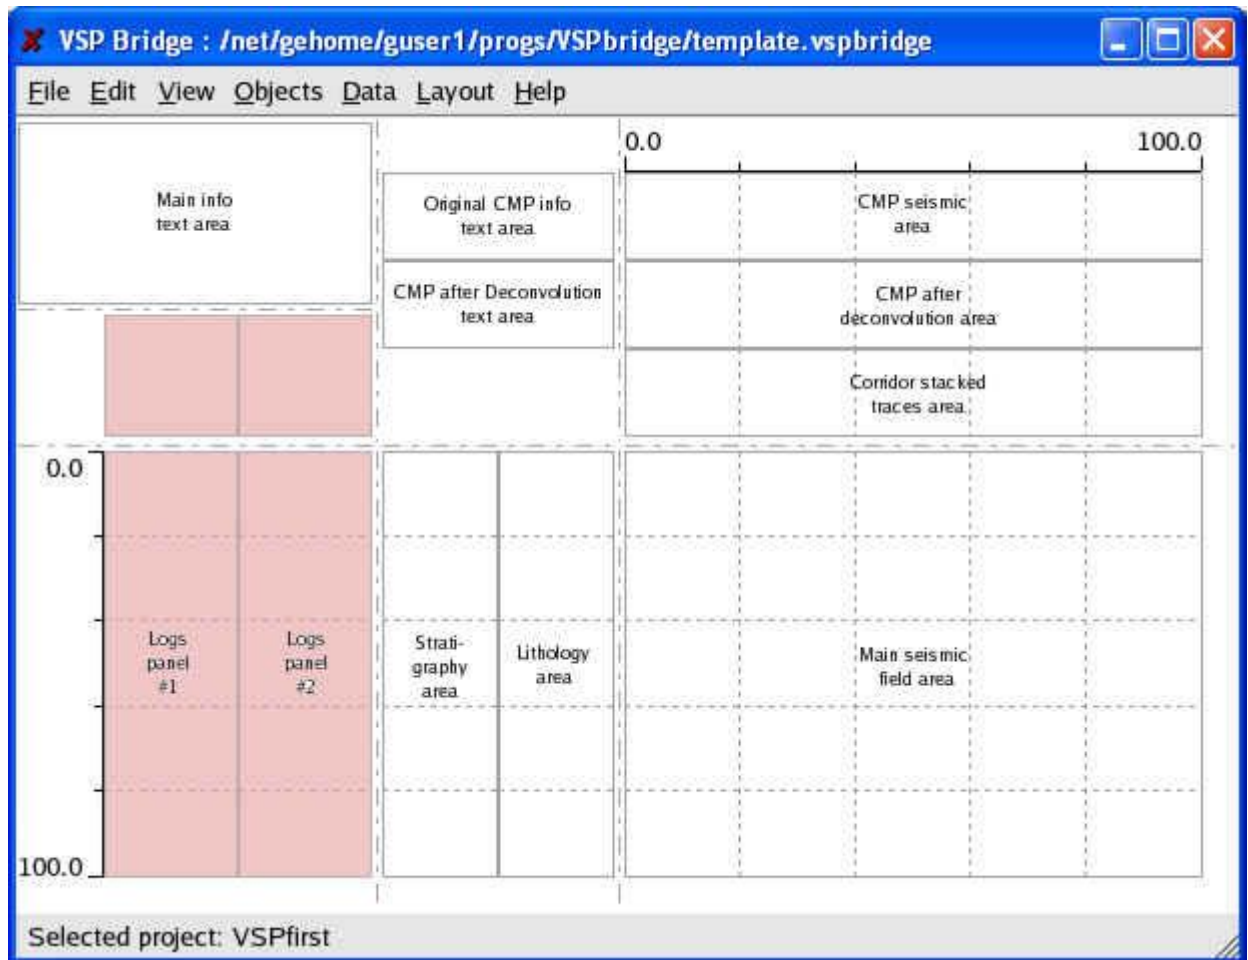 VSP Bridge : /net/gehome/guser1/progs/VSPbridge/template.vspbridge
File Edit View Objects Data Layout Help
0.0 100.0
Main info
text area
Original CMP info
text area
CMP seismic
area
CMP after Deconvolution
text area
CMP after
deconvolution area
Corridor stacked
traces area
0.0
Logs
panel
#1
Logs
panel
#2
Strati-
graphy
area
Lithology
area
Main seismic
field area
100.0
Selected project: VSPfirst